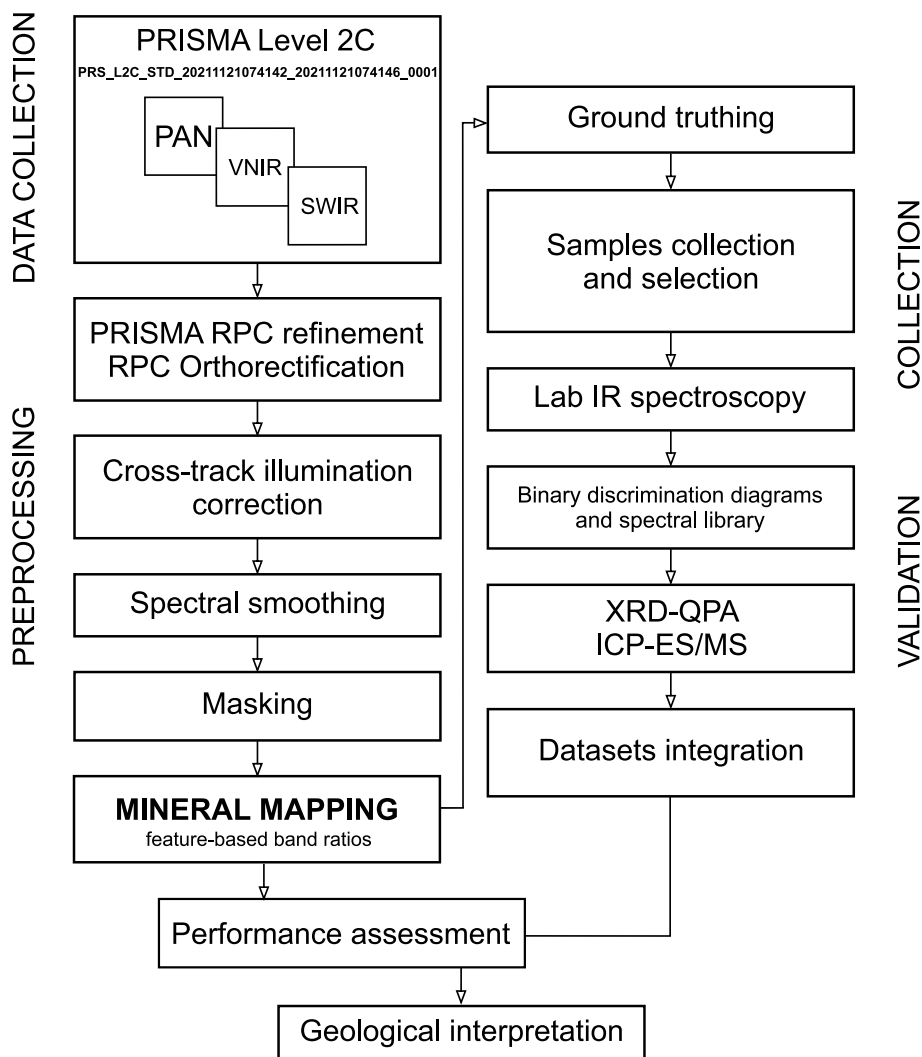 DATA COLLECTION
PRISMA Level 2C
PRS_L2C_STD_20211121074142_20211121074146_0001
PAN
VNIR
SWIR
PREPROCESSING
PRISMA RPC refinement
RPC Orthorectification
Cross-track illumination
correction
Spectral smoothing
Masking
MINERAL MAPPING
feature-based band ratios
COLLECTION
Ground truthing
Samples collection
and selection
VALIDATION
Lab IR spectroscopy
Binary discrimination diagrams
and spectral library
XRD-QPA
ICP-ES/MS
Datasets integration
Performance assessment
Geological interpretation